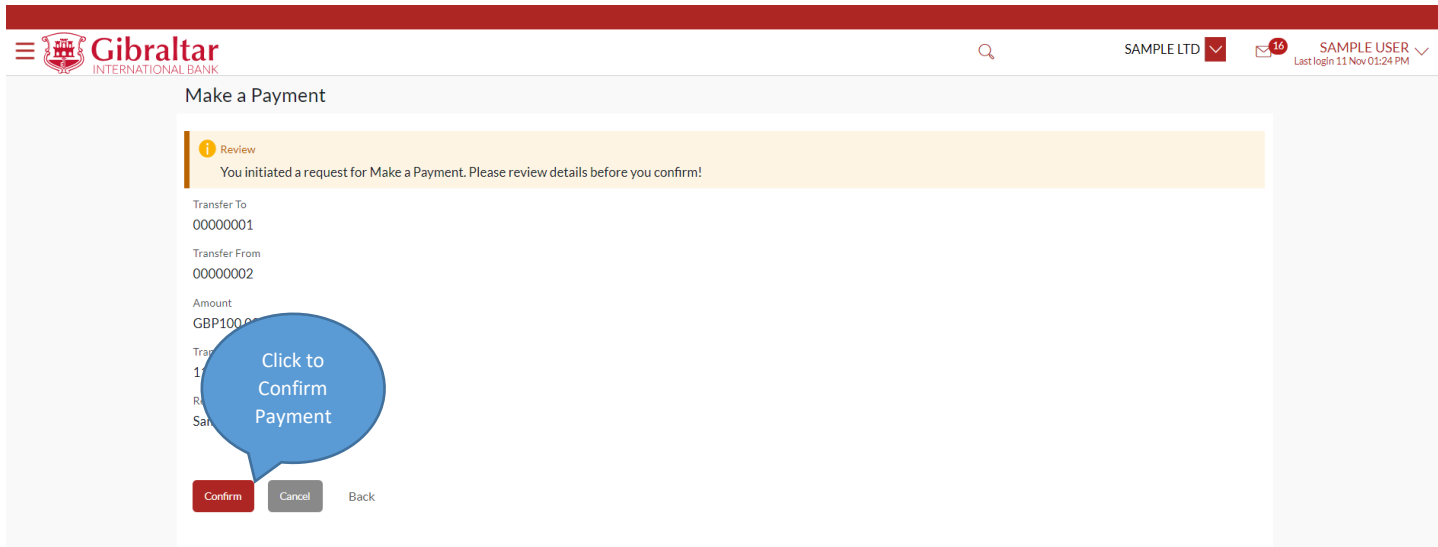 Gibraltar
INTERNATIONAL BANK
SAMPLE LTD
16
SAMPLE USER
Last login 11 Nov 01:24 PM
Make a Payment
Review
You initiated a request for Make a Payment. Please review details before you confirm!
Transfer To
00000001
Transfer From
00000002
Amount
GBP100
Click to
Confirm
Payment
Confirm Cancel Back